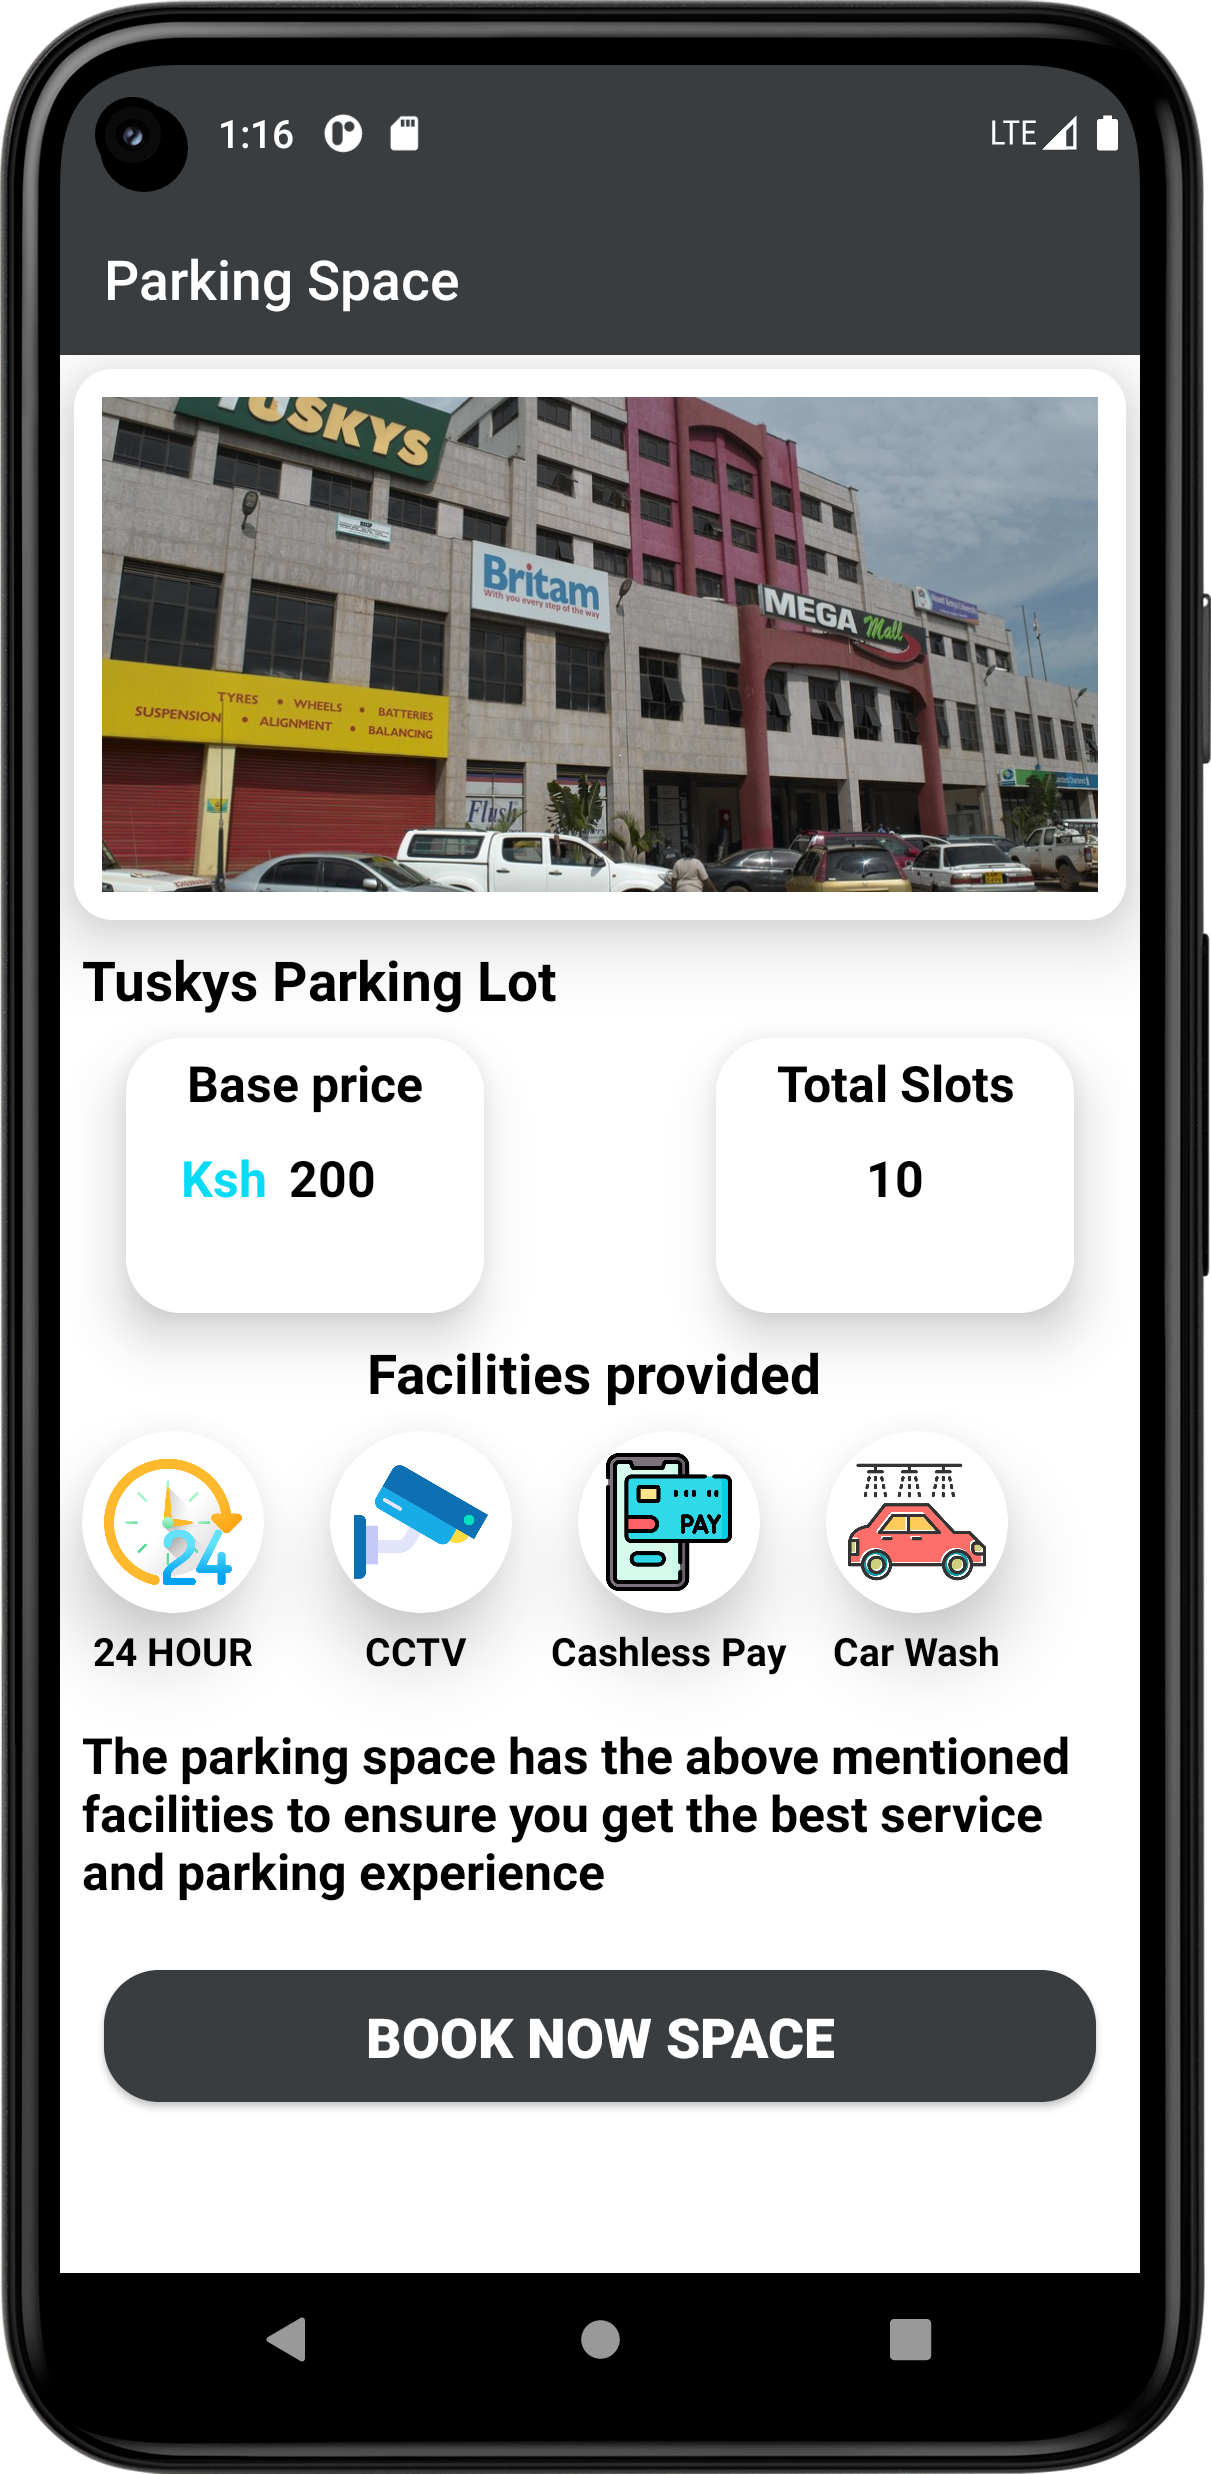 1:16
LTE
Parking Space
TUSKYS
Britam
With you every step of the way
MEGA Mall
TYRES • WHEELS • BATTERIES
SUSPENSION • ALIGNMENT • BALANCING
Flush
Tuskys Parking Lot
Base price
Total Slots
Ksh 200
10
Facilities provided
24
PAY
24 HOUR
CCTV
Cashless Pay
Car Wash
The parking space has the above mentioned
facilities to ensure you get the best service
and parking experience
BOOK NOW SPACE